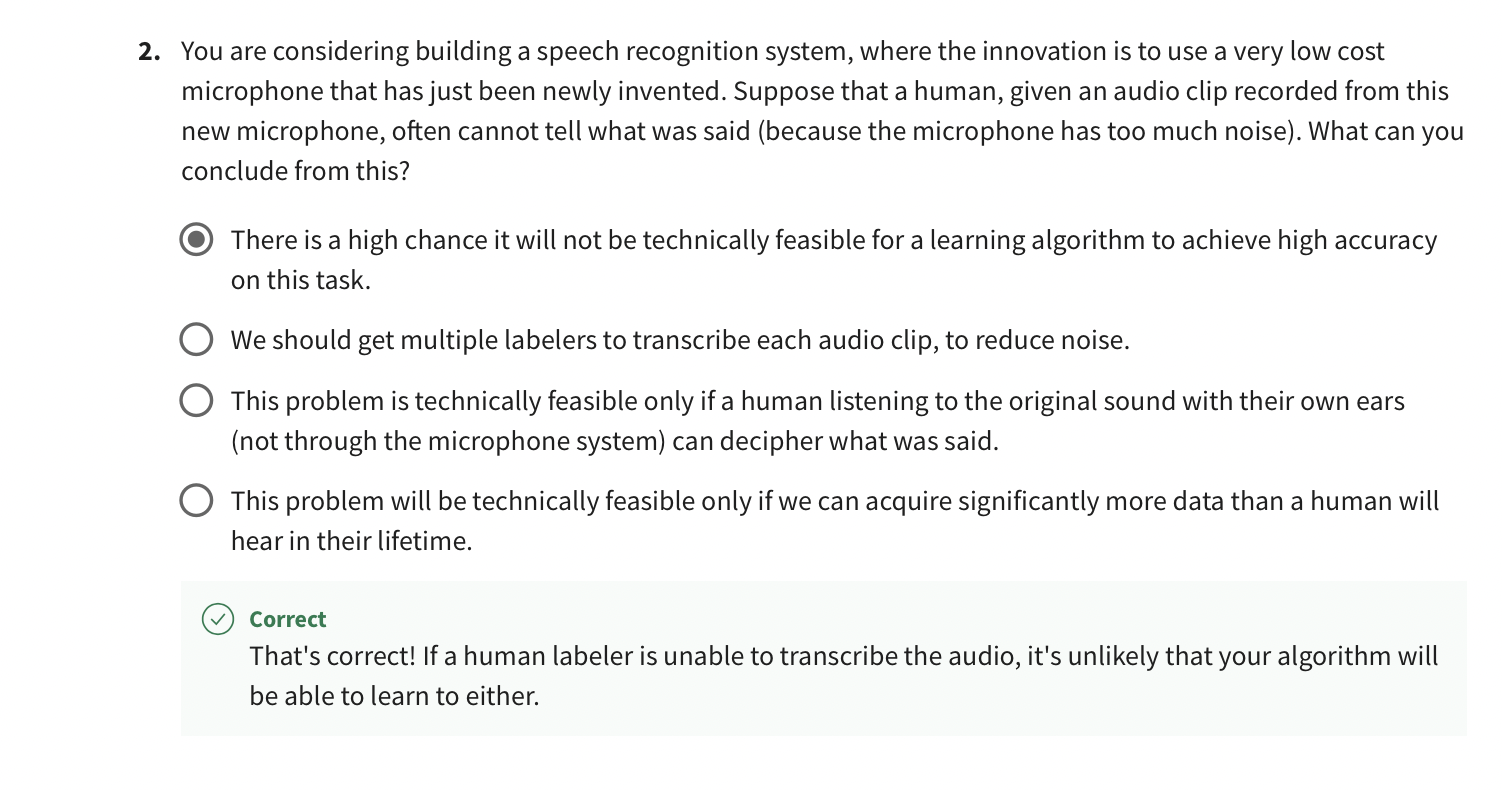 2. You are considering building a speech recognition system, where the innovation is to use a very low cost
microphone that has just been newly invented. Suppose that a human, given an audio clip recorded from this
new microphone, often cannot tell what was said (because the microphone has too much noise). What can you
conclude from this?
There is a high chance it will not be technically feasible for a learning algorithm to achieve high accuracy
on this task.
We should get multiple labelers to transcribe each audio clip, to reduce noise.
This problem is technically feasible only if a human listening to the original sound with their own ears
(not through the microphone system) can decipher what was said.
This problem will be technically feasible only if we can acquire significantly more data than a human will
hear in their lifetime.
Correct
That's correct! If a human labeler is unable to transcribe the audio, it's unlikely that your algorithm will
be able to learn to either.